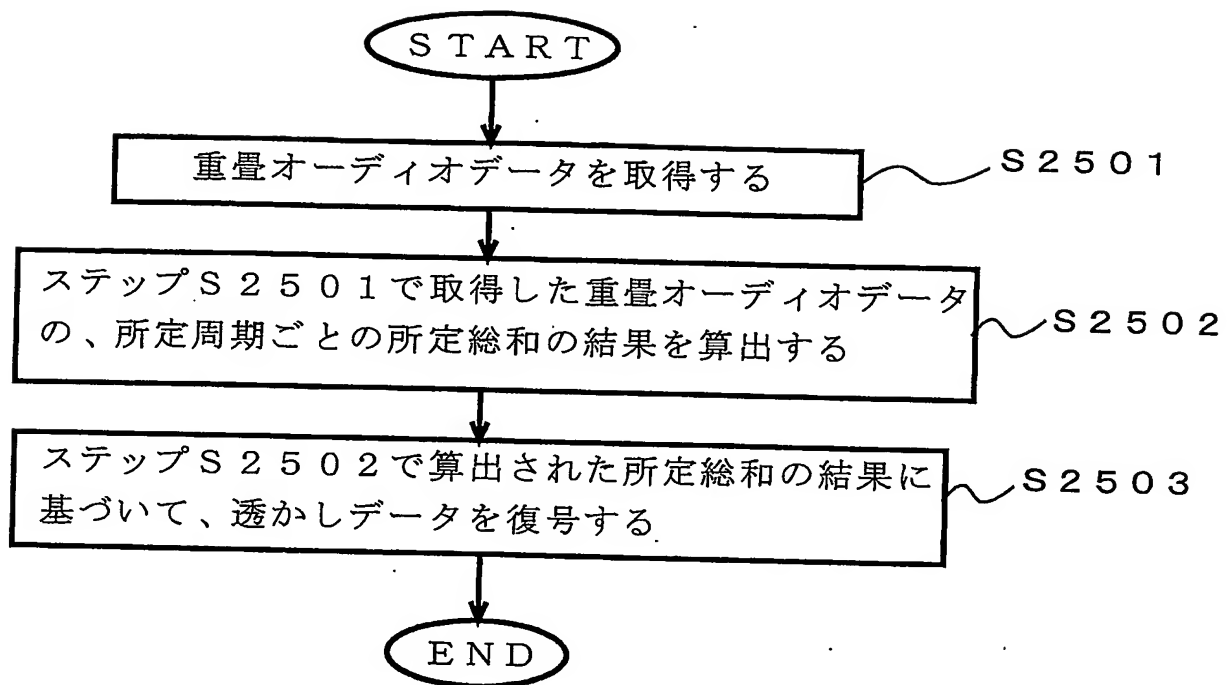 START
重畳オーディオデータを取得する
S2501
ステップS2501で取得した重畳オーディオデータ
の、所定周期ごとの所定総和の結果を算出する
S2502
ステップS2502で算出された所定総和の結果に
基づいて、透かしデータを復号する
S2503
END